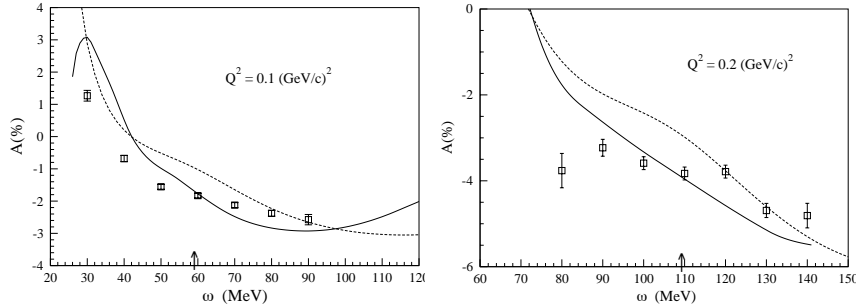 4
3
2
1
0
-1
-2
-3
-4
A(%)
Q² = 0.1 (GeV/c)²
20 30 40 50 60 70 80 90 100 110 120
ω (MeV)
0
-2
-4
-6
A(%)
Q² = 0.2 (GeV/c)²
60 70 80 90 100 110 120 130 140 150
ω (MeV)